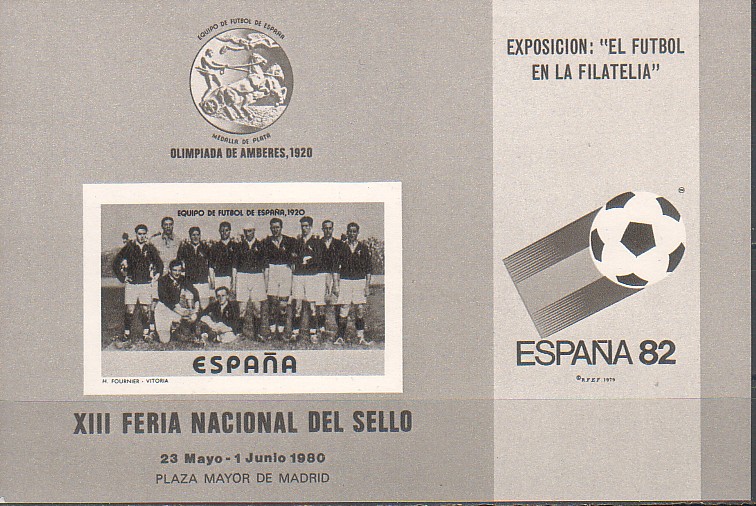 EQUIPO DE FUTBOL DE ESPAÑA
MEDALLA DE PLATA
OLIMPIADA DE AMBERES,1920
EQUIPO DE FUTBOL DE ESPAÑA,1920
ESPAÑA
H. FOURNIER - VITORIA
XIII FERIA NACIONAL DEL SELLO
23 Mayo - 1 Junio 1980
PLAZA MAYOR DE MADRID
EXPOSICION: "EL FUTBOL
EN LA FILATELIA"
®
ESPAÑA 82
©R.F.E.F. 1979